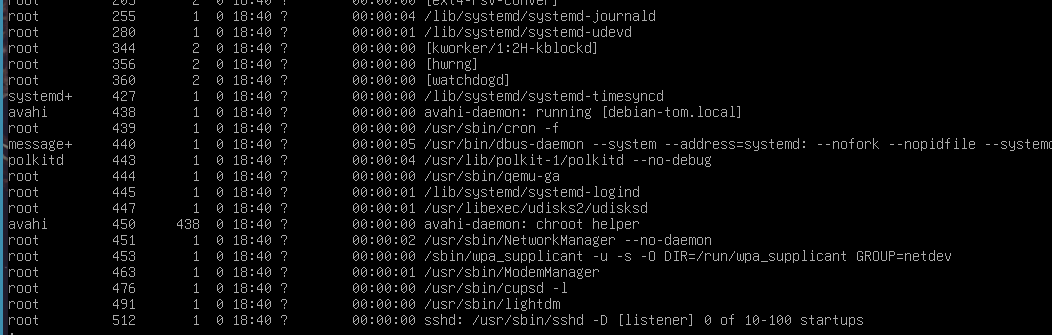 root 203 2 0 18:40 ? 00:00:00 [ext4-rsv-conver]
root 255 1 0 18:40 ? 00:00:04 /lib/systemd/systemd-journald
root 280 1 0 18:40 ? 00:00:01 /lib/systemd/systemd-udevd
root 344 2 0 18:40 ? 00:00:00 [kworker/1:2H-kblockd]
root 356 2 0 18:40 ? 00:00:00 [hwrng]
root 360 2 0 18:40 ? 00:00:00 [watchdogd]
systemd+ 427 1 0 18:40 ? 00:00:00 /lib/systemd/systemd-timesyncd
avahi 438 1 0 18:40 ? 00:00:00 avahi-daemon: running [debian-tom.local]
root 439 1 0 18:40 ? 00:00:00 /usr/sbin/cron -f
message+ 440 1 0 18:40 ? 00:00:05 /usr/bin/dbus-daemon --system --address=systemd: --nofork --nopidfile --systemd
polkitd 443 1 0 18:40 ? 00:00:04 /usr/lib/polkit-1/polkitd --no-debug
root 444 1 0 18:40 ? 00:00:00 /usr/sbin/qemu-ga
root 445 1 0 18:40 ? 00:00:01 /lib/systemd/systemd-logind
root 447 1 0 18:40 ? 00:00:01 /usr/libexec/udisks2/udisksd
avahi 450 438 0 18:40 ? 00:00:00 avahi-daemon: chroot helper
root 451 1 0 18:40 ? 00:00:02 /usr/sbin/NetworkManager --no-daemon
root 453 1 0 18:40 ? 00:00:00 /sbin/wpa_supplicant -u -s -O DIR=/run/wpa_supplicant GROUP=netdev
root 463 1 0 18:40 ? 00:00:01 /usr/sbin/ModemManager
root 476 1 0 18:40 ? 00:00:00 /usr/sbin/cupsd -l
root 491 1 0 18:40 ? 00:00:01 /usr/sbin/lightdm
root 512 1 0 18:40 ? 00:00:00 sshd: /usr/sbin/sshd -D [listener] 0 of 10-100 startups